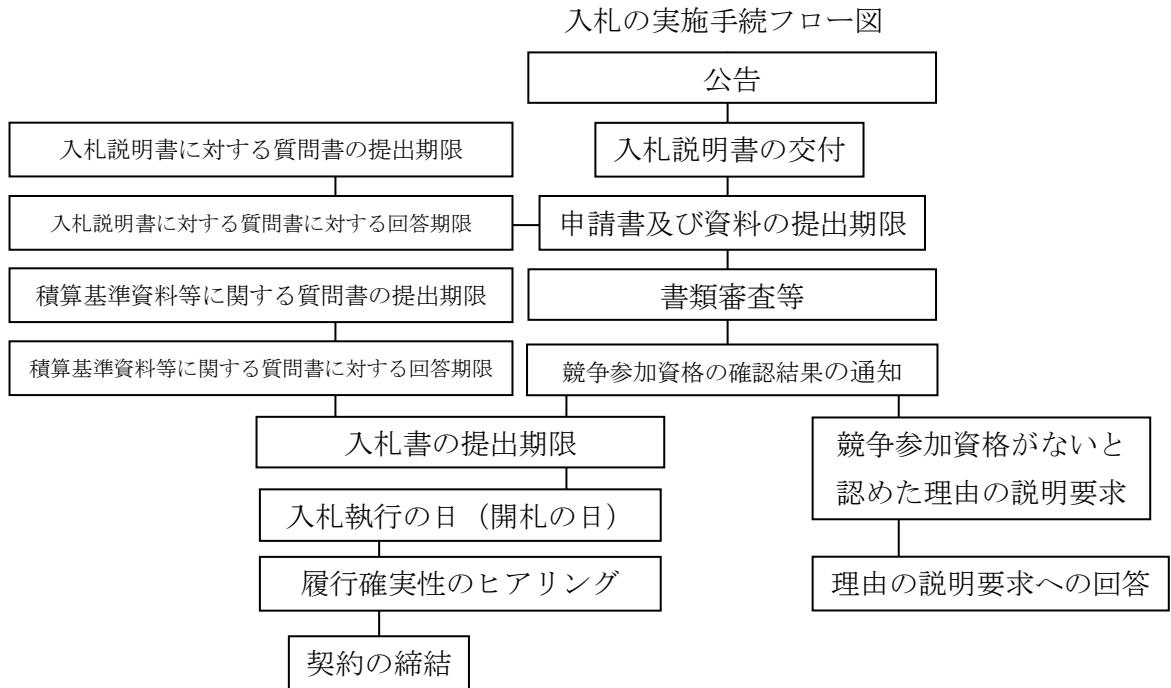 入札の実施手続フロー図
公告
入札説明書に対する質問書の提出期限
入札説明書の交付
入札説明書に対する質問書に対する回答期限
申請書及び資料の提出期限
積算基準資料等に関する質問書の提出期限
書類審査等
積算基準資料等に関する質問書に対する回答期限
競争参加資格の確認結果の通知
入札書の提出期限
競争参加資格がないと
認めた理由の説明要求
入札執行の日（開札の日）
履行確実性のヒアリング
理由の説明要求への回答
契約の締結